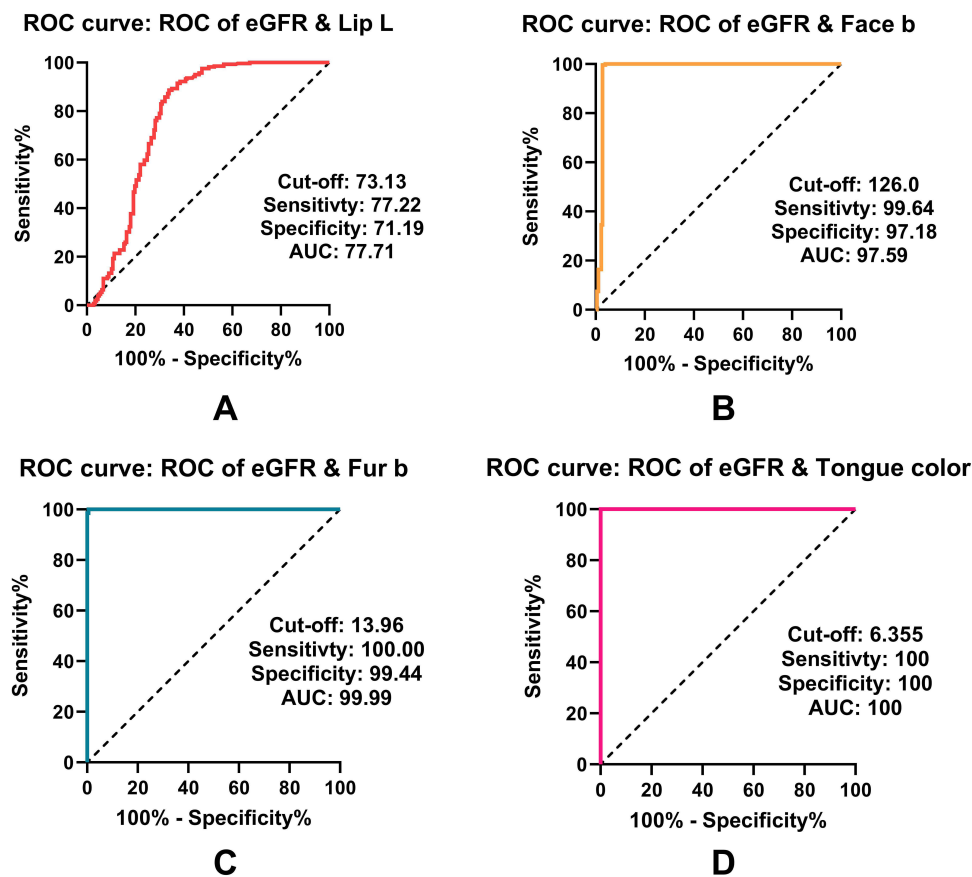 ROC curve: ROC of eGFR & Lip L
Sensitivity%
100
80
60
40
20
0
0 20 40 60 80 100
100% - Specificity%
Cut-off: 73.13
Sensitivty: 77.22
Specificity: 71.19
AUC: 77.71
A
ROC curve: ROC of eGFR & Face b
Sensitivity%
100
80
60
40
20
0
0 20 40 60 80 100
100% - Specificity%
Cut-off: 126.0
Sensitivty: 99.64
Specificity: 97.18
AUC: 97.59
B
ROC curve: ROC of eGFR & Fur b
Sensitivity%
100
80
60
40
20
0
0 20 40 60 80 100
100% - Specificity%
Cut-off: 13.96
Sensitivty: 100.00
Specificity: 99.44
AUC: 99.99
C
ROC curve: ROC of eGFR & Tongue color
Sensitivity%
100
80
60
40
20
0
0 20 40 60 80 100
100% - Specificity%
Cut-off: 6.355
Sensitivty: 100
Specificity: 100
AUC: 100
D